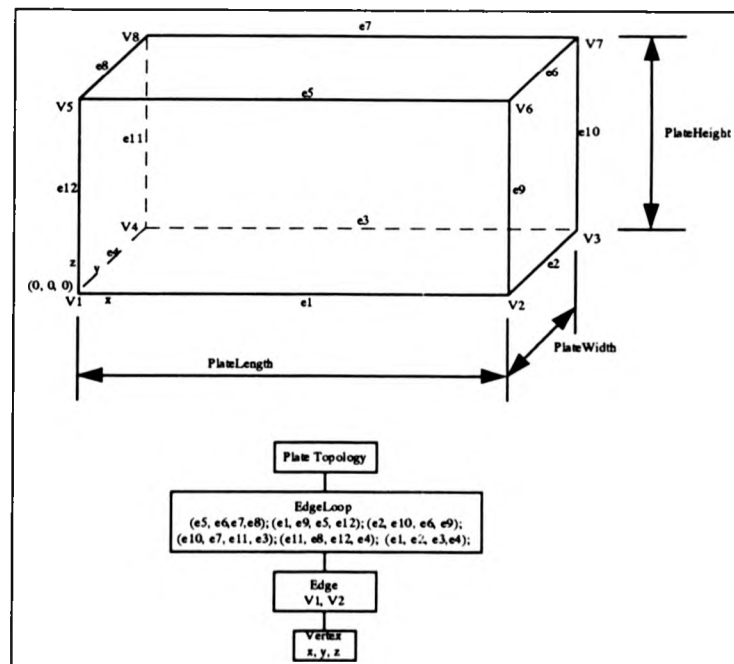 e7
V8
V7
e8
e6
V5
e5
V6
e11
e10
PlateHeight
e12
e9
V4
e3
V3
e4
z
y
e2
(0, 0, 0)
V1
x
e1
V2
PlateWidth
PlateLength
Plate Topology
EdgeLoop
(e5, e6,e7,e8); (e1, e9, e5, e12); (e2, e10, e6, e9);
(e10, e7, e11, e3); (e11, e8, e12, e4); (e1, e2, e3,e4);
Edge
V1, V2
Vertex
x, y, z